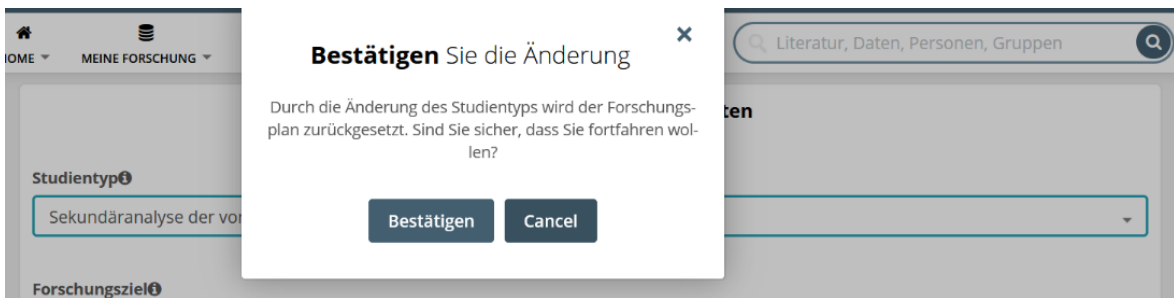 OME
MEINE FORSCHUNG
Literatur, Daten, Personen, Gruppen
Bestätigen Sie die Änderung
Durch die Änderung des Studientyps wird der Forschungs-
plan zurückgesetzt. Sind Sie sicher, dass Sie fortfahren wol-
len?
Bestätigen
Cancel
ten
Studientyp
Sekundäranalyse der vor
Forschungsziel